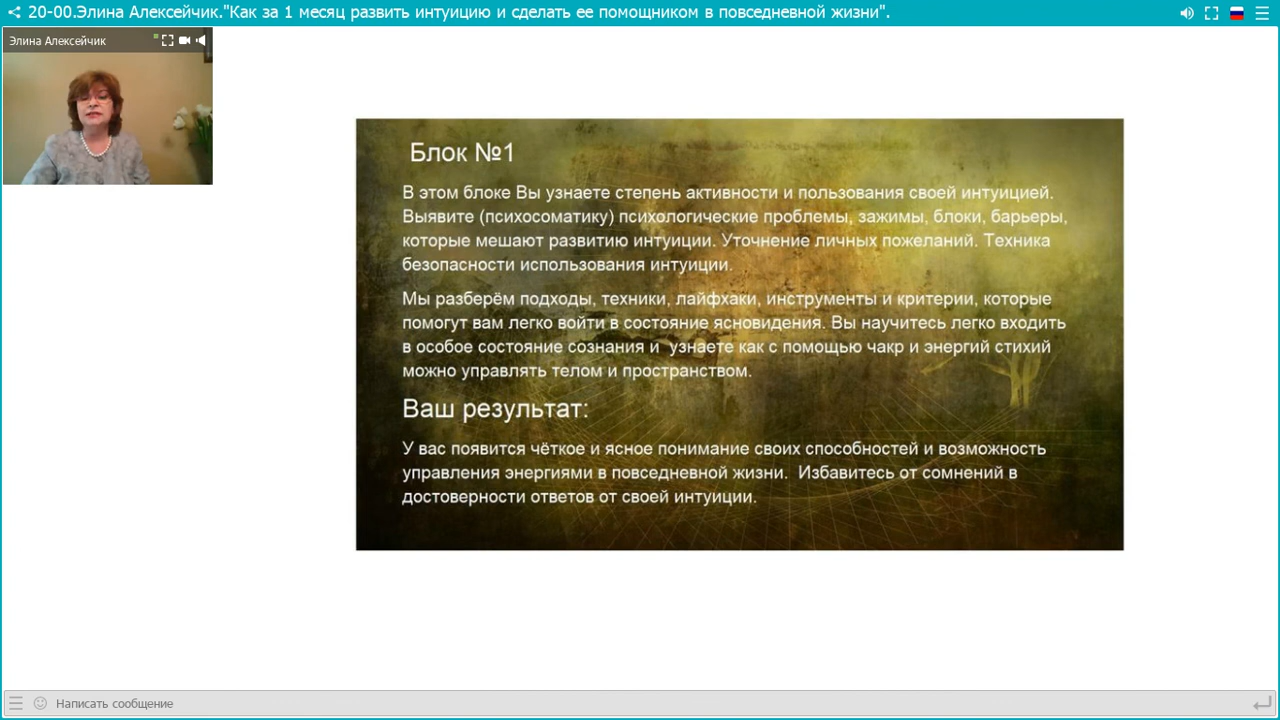 20-00.Элина Алексейчик."Как за 1 месяц развить интуицию и сделать ее помощником в повседневной жизни".
Элина Алексейчик
Блок №1
В этом блоке Вы узнаете степень активности и пользования своей интуицией.
Выявите (психосоматику) психологические проблемы, зажимы, блоки, барьеры,
которые мешают развитию интуиции. Уточнение личных пожеланий. Техника
безопасности использования интуиции.
Мы разберём подходы, техники, лайфхаки, инструменты и критерии, которые
помогут вам легко войти в состояние ясновидения. Вы научитесь легко входить
в особое состояние сознания и узнаете как с помощью чакр и энергий стихий
можно управлять телом и пространством.
Ваш результат:
У вас появится чёткое и ясное понимание своих способностей и возможность
управления энергиями в повседневной жизни. Избавитесь от сомнений в
достоверности ответов от своей интуиции.
Написать сообщение